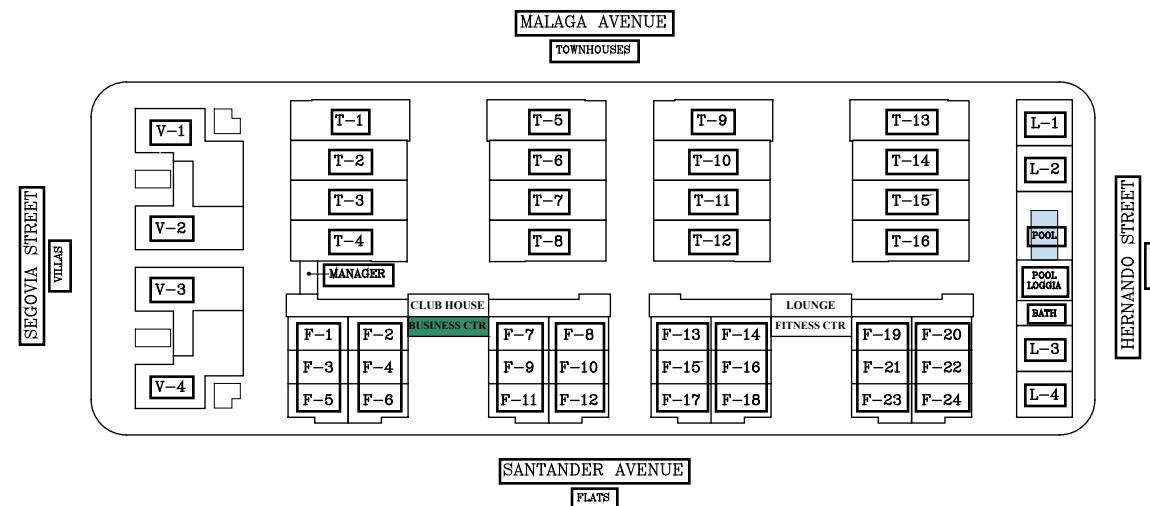 MALAGA AVENUE
TOWNHOUSES
SEGOVIA STREET
VILLAS
V-1
V-2
V-3
V-4
T-1
T-2
T-3
T-4
T-5
T-6
T-7
T-8
T-9
T-10
T-11
T-12
T-13
T-14
T-15
T-16
L-1
L-2
POOL
POOL
LOGGIA
BATH
L-3
L-4
MANAGER
CLUB HOUSE
BUSINESS CTR
LOUNGE
FITNESS CTR
F-1 F-2
F-3 F-4
F-5 F-6
F-7 F-8
F-9 F-10
F-11 F-12
F-13 F-14
F-15 F-16
F-17 F-18
F-19 F-20
F-21 F-22
F-23 F-24
HERNANDO STREET
SANTANDER AVENUE
FLATS